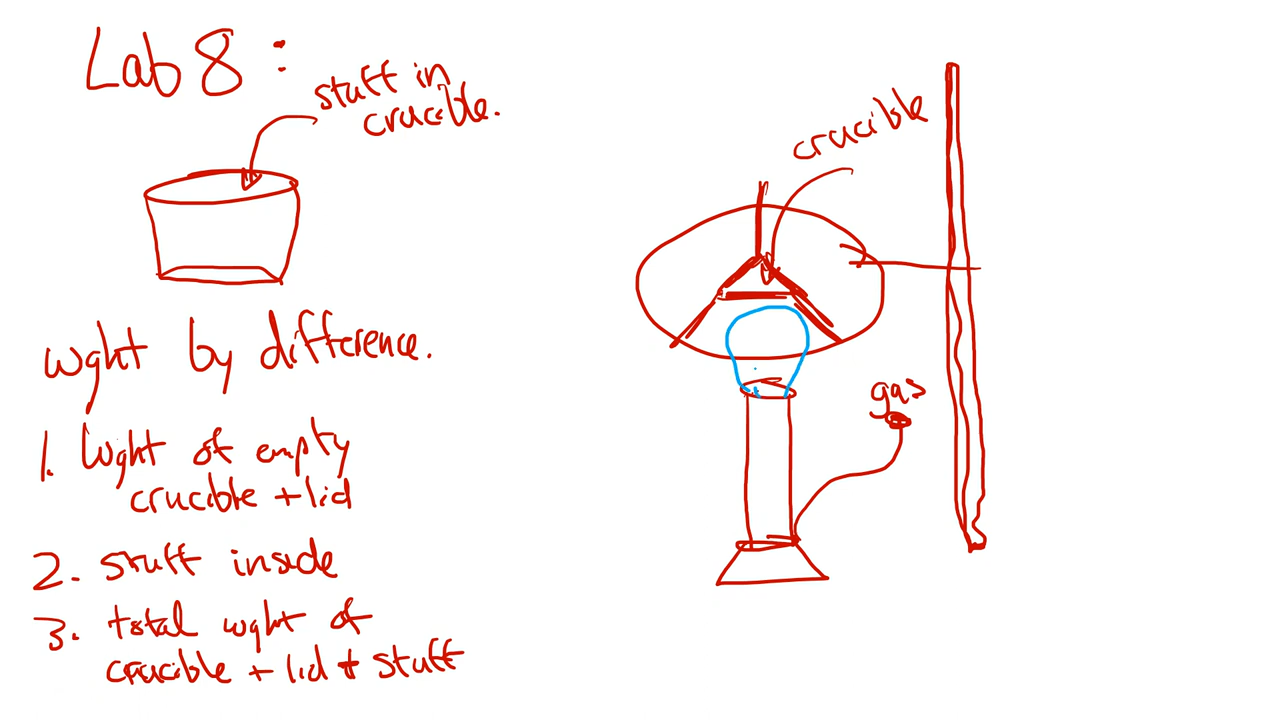 Lab 8 :
stuff in
crucible.
wght by difference.
1. Wght of empty
crucible + lid
2. stuff inside
3. total wght of
crucible + lid + stuff
crucible
gas